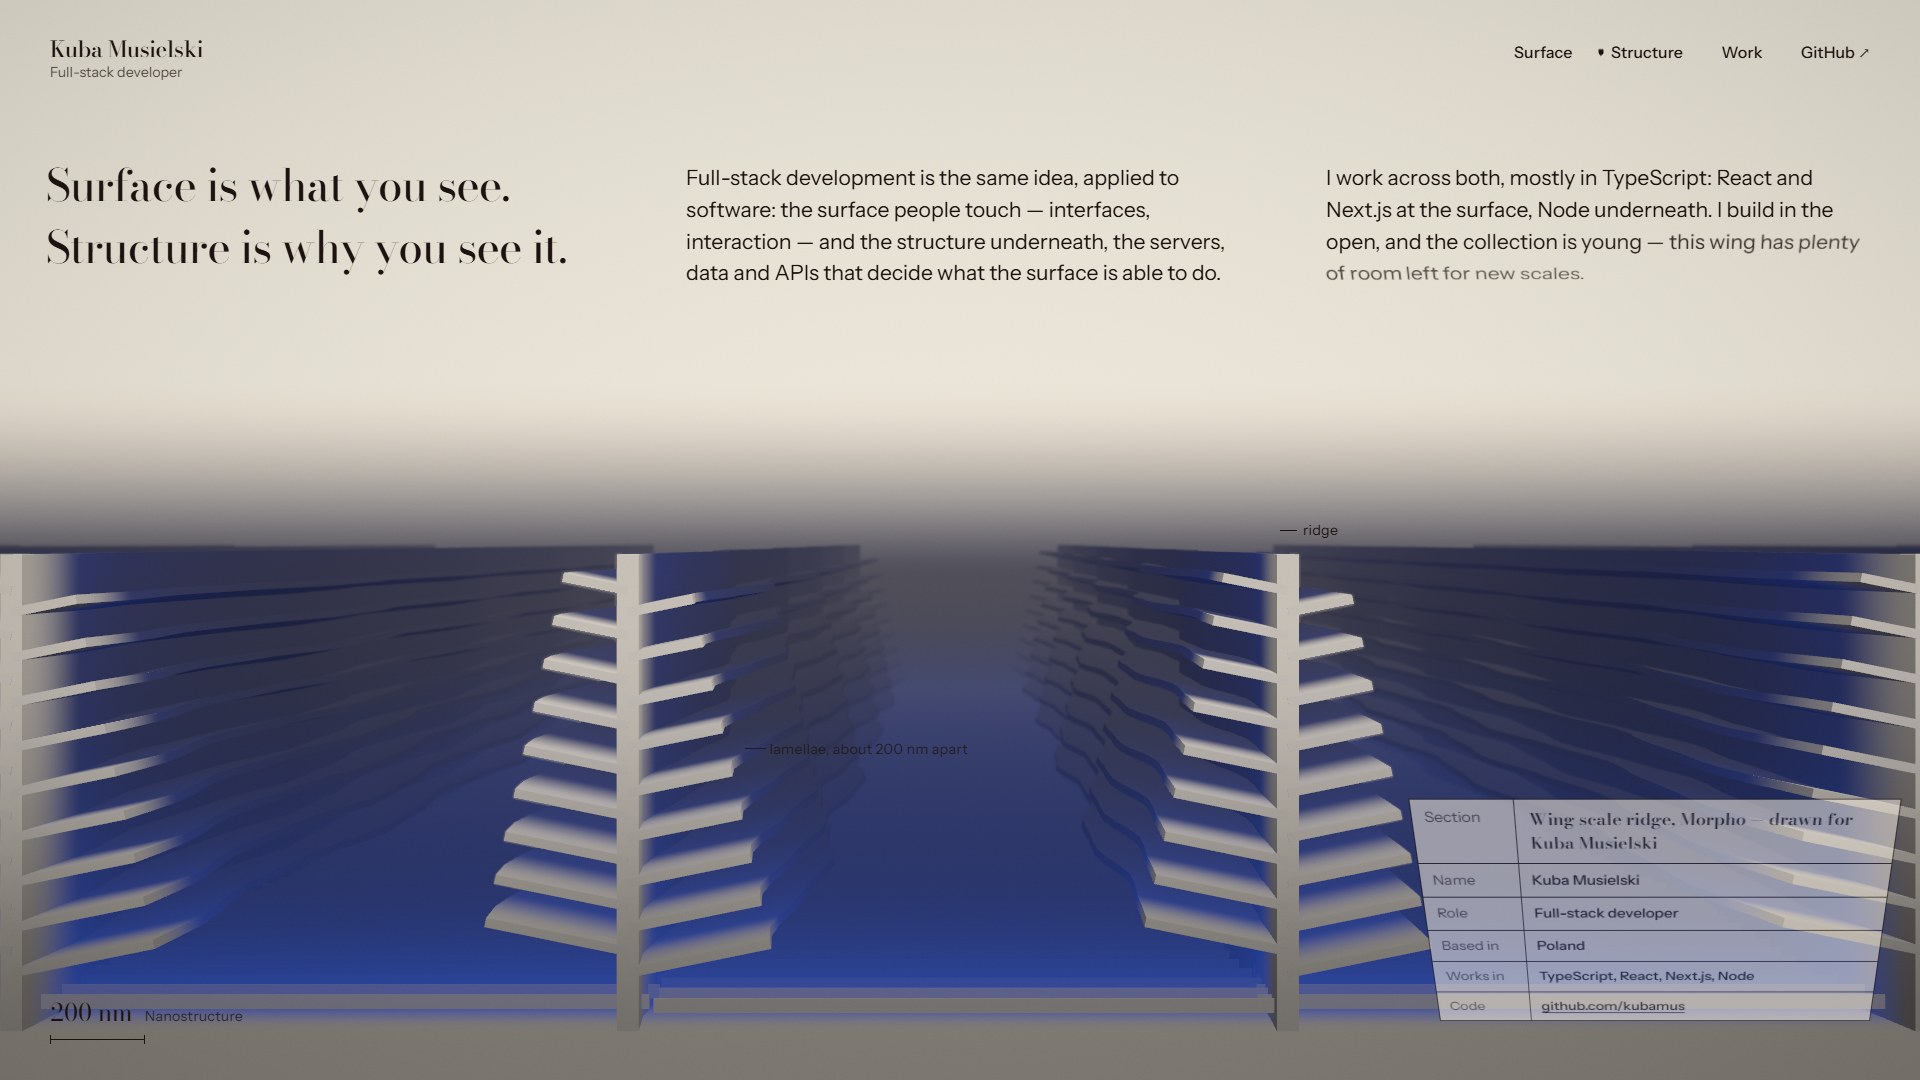 Kuba Musielski
Full-stack developer
Surface
Structure
Work
GitHub ↗
Surface is what you see.
Structure is why you see it.
Full-stack development is the same idea, applied to
software: the surface people touch — interfaces,
interaction — and the structure underneath, the servers,
data and APIs that decide what the surface is able to do.
I work across both, mostly in TypeScript: React and
Next.js at the surface, Node underneath. I build in the
open, and the collection is young — this wing has plenty
of room left for new scales.
ridge
lamellae, about 200 nm apart
Section
Wing scale ridge, Morpho — drawn for
Kuba Musielski
Name Kuba Musielski
Role Full-stack developer
Based in Poland
Works in TypeScript, React, Next.js, Node
Code github.com/kubamus
200 nm Nanostructure